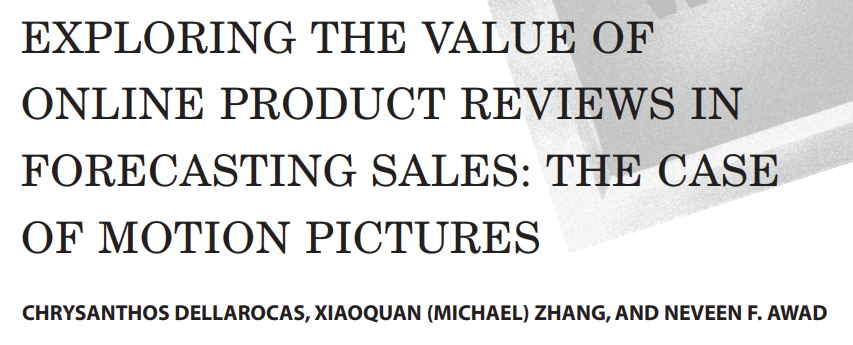 EXPLORING THE VALUE OF
ONLINE PRODUCT REVIEWS IN
FORECASTING SALES: THE CASE
OF MOTION PICTURES
CHRYSANTHOS DELLAROCAS, XIAOQUAN (MICHAEL) ZHANG, AND NEVEEN F. AWAD